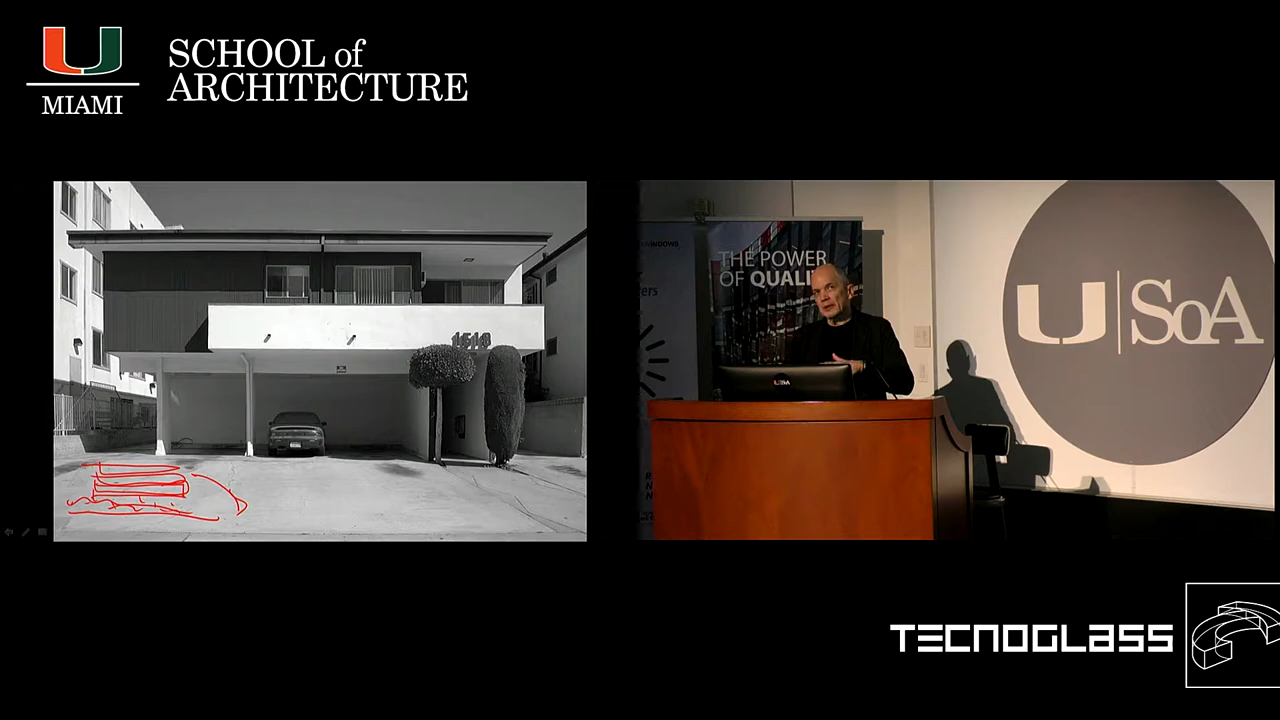 U
MIAMI
SCHOOL of
ARCHITECTURE
1518
THE POWER
OF QUALI
U SoA
TECNOGLASS